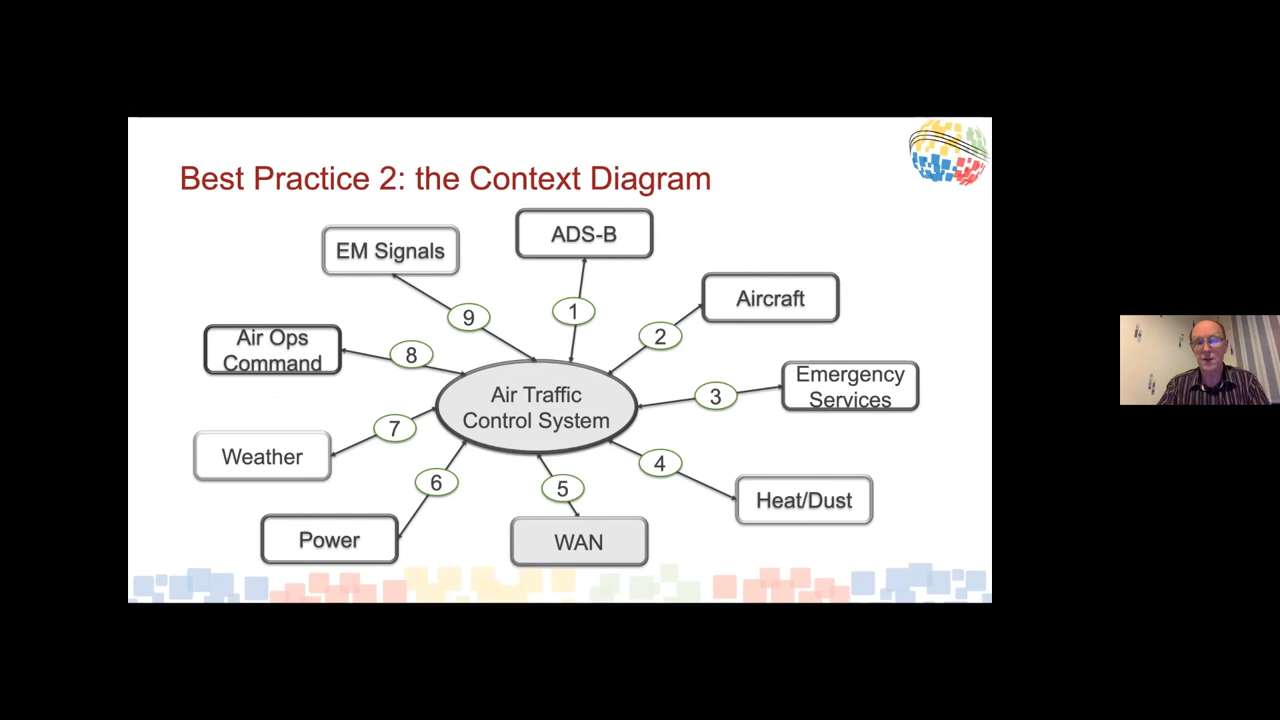 Best Practice 2: the Context Diagram
ADS-B
EM Signals
Aircraft
1
9
2
Air Ops
Command
8
Emergency
Services
3
Air Traffic
Control System
7
Weather
4
6
5
Heat/Dust
Power
WAN